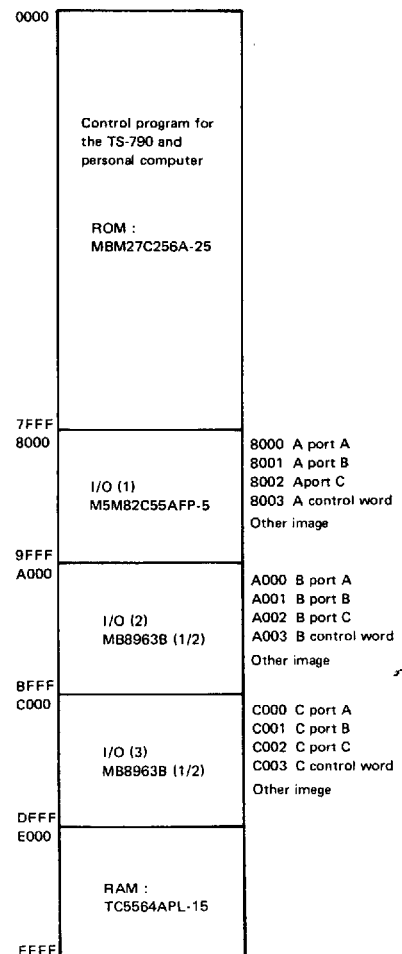 0000
Control program for
the TS-790 and
personal computer
ROM :
MBM27C256A-25
7FFF
8000
I/O (1)
M5M82C55AFP-5
8000 A port A
8001 A port B
8002 Aport C
8003 A control word
Other image
9FFF
A000
I/O (2)
MB8963B (1/2)
A000 B port A
A001 B port B
A002 B port C
A003 B control word
Other image
BFFF
C000
I/O (3)
MB8963B (1/2)
C000 C port A
C001 C port B
C002 C port C
C003 C control word
Other imege
DFFF
E000
RAM :
TC5564APL-15
FFFF